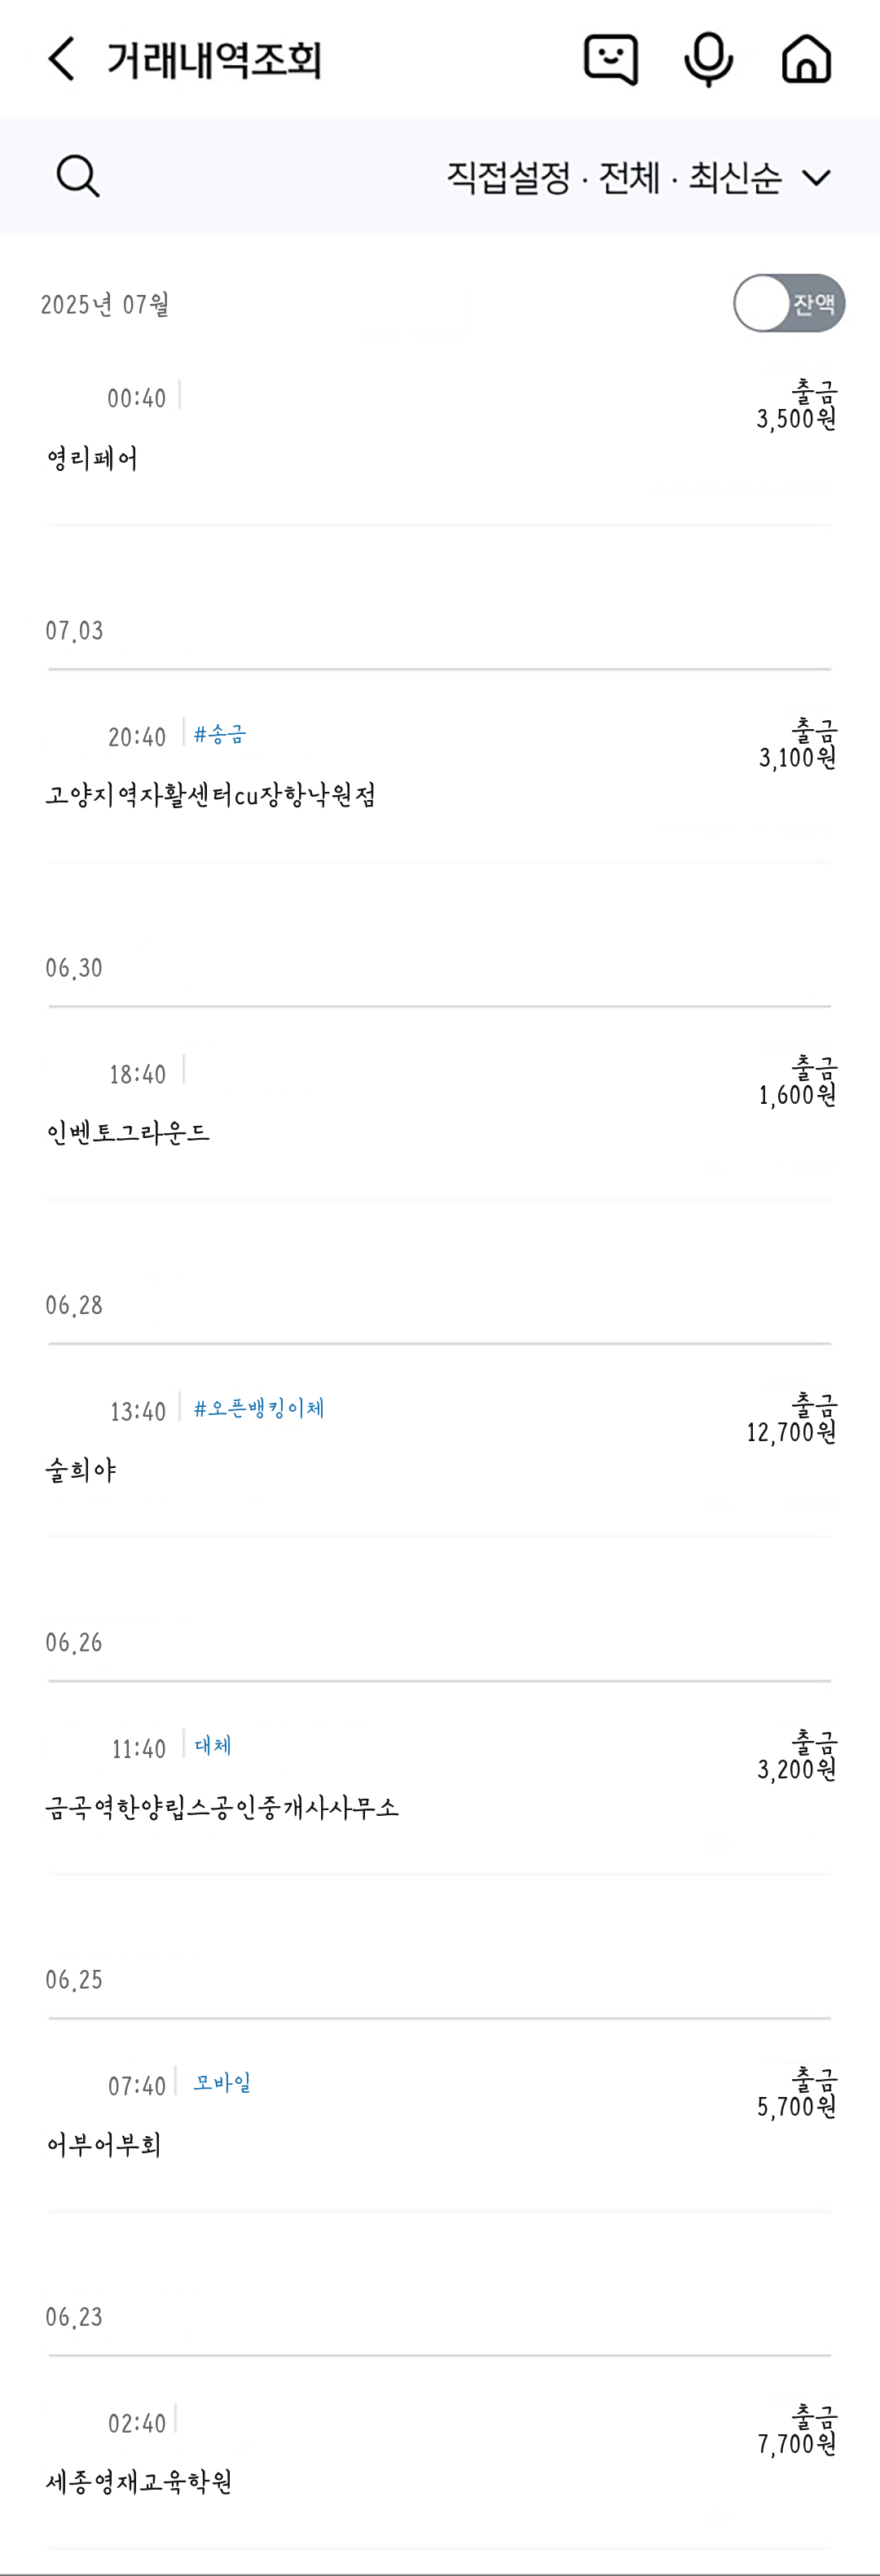 거래내역조회
직접설정 · 전체 · 최신순
2025년 07월 잔액
00:40 출금
3,500원
영리페어
07.03
20:40 #송금 출금
3,100원
고양지역자활센터cu장항낙원점
06.30
18:40 출금
1,600원
인벤토그라운드
06.28
13:40 #오픈뱅킹이체 출금
12,700원
술희야
06.26
11:40 대체 출금
3,200원
금곡역한양립스공인중개사사무소
06.25
07:40 모바일 출금
5,700원
어부어부회
06.23
02:40 출금
7,700원
세종영재교육학원